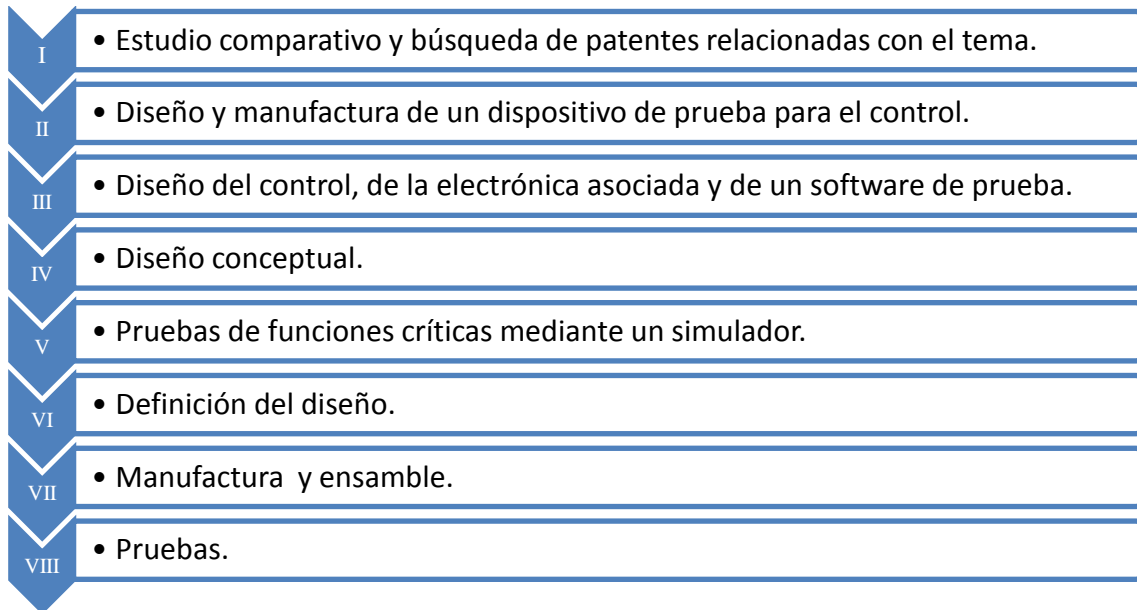 I
• Estudio comparativo y búsqueda de patentes relacionadas con el tema.
II
• Diseño y manufactura de un dispositivo de prueba para el control.
III
• Diseño del control, de la electrónica asociada y de un software de prueba.
IV
• Diseño conceptual.
V
• Pruebas de funciones críticas mediante un simulador.
VI
• Definición del diseño.
VII
• Manufactura  y ensamble.
VIII
• Pruebas.